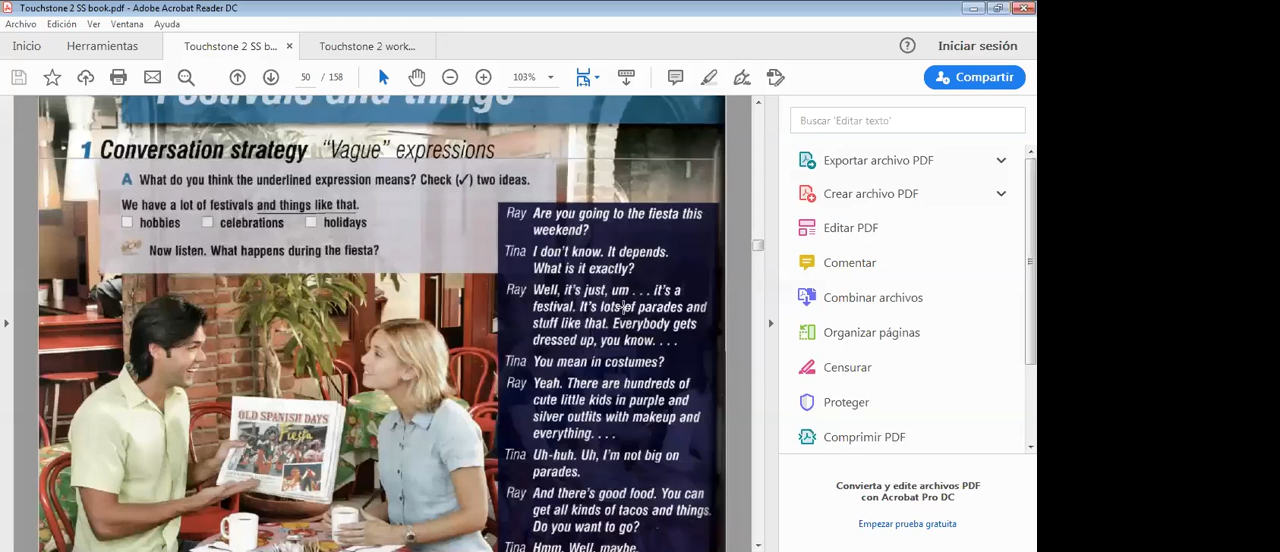 Touchstone 2 SS book.pdf - Adobe Acrobat Reader DC
Archivo Edición Ver Ventana Ayuda
Inicio Herramientas Touchstone 2 SS b... × Touchstone 2 work... Iniciar sesión
50 / 158 103% Compartir
Festivals and things
1 Conversation strategy "Vague" expressions
A What do you think the underlined expression means? Check (✓) two ideas.
We have a lot of festivals and things like that.
hobbies celebrations holidays
Now listen. What happens during the fiesta?
Ray Are you going to the fiesta this
weekend?
Tina I don't know. It depends.
What is it exactly?
Ray Well, it's just, um . . . it's a
festival. It's lots of parades and
stuff like that. Everybody gets
dressed up, you know. . . .
Tina You mean in costumes?
Ray Yeah. There are hundreds of
cute little kids in purple and
silver outfits with makeup and
everything. . . .
Tina Uh-huh. Uh, I'm not big on
parades.
Ray And there's good food. You can
get all kinds of tacos and things.
Do you want to go?
Tina Hmm. Well, maybe.
OLD SPANISH DAYS
Fiesta
Buscar 'Editar texto'
Exportar archivo PDF
Crear archivo PDF
Editar PDF
Comentar
Combinar archivos
Organizar páginas
Censurar
Proteger
Comprimir PDF
Convierta y edite archivos PDF
con Acrobat Pro DC
Empezar prueba gratuita